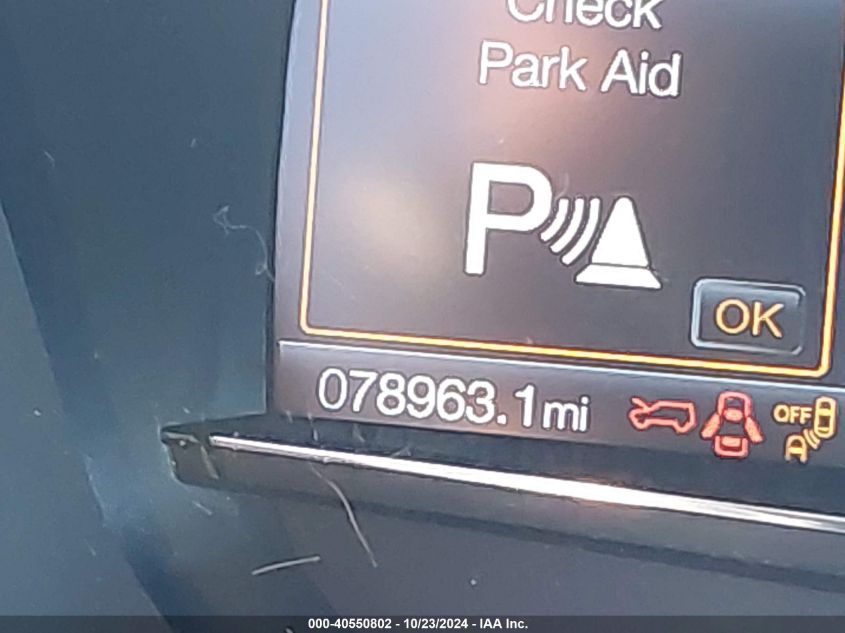 Check
Park Aid
P
OK
078963.1mi
OFF
000-40550802 - 10/23/2024 - IAA Inc.